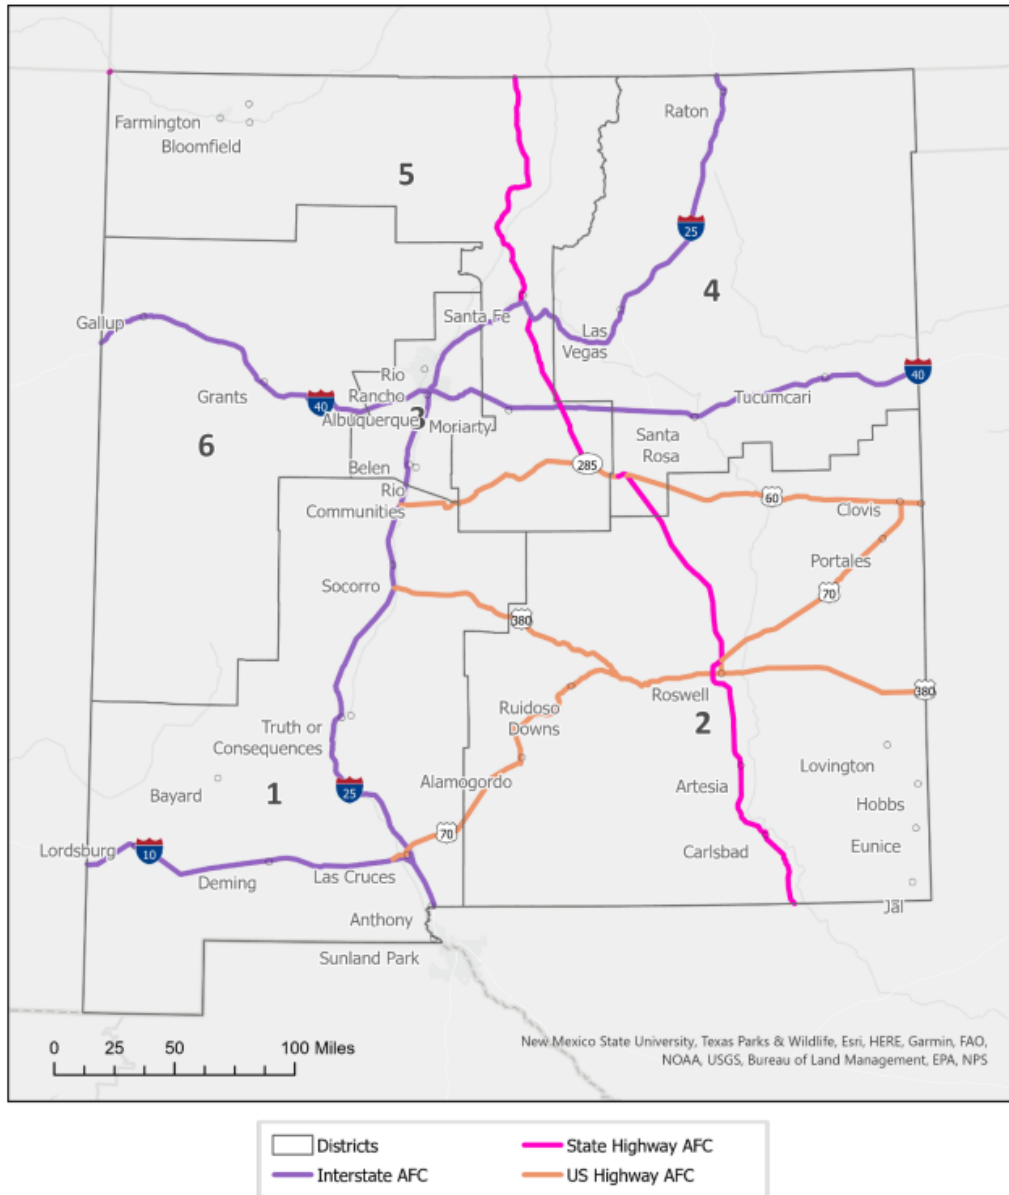 Raton
Farmington
Bloomfield
5
25
4
Gallup
Santa Fe
Las
Vegas
40
Rio
Rancho
Grants
40
Tucumcari
Albuquerque
3
Moriarty
6
Santa
Rosa
Belen
285
Rio
Communities
60
Clovis
Portales
Socorro
70
380
Roswell
380
Ruidoso
Downs
2
Truth or
Consequences
Lovington
Alamogordo
Artesia
Bayard
1
25
Hobbs
70
Eunice
Lordsburg
10
Carlsbad
Deming
Las Cruces
Jal
Anthony
Sunland Park
0 25 50 100 Miles
New Mexico State University, Texas Parks & Wildlife, Esri, HERE, Garmin, FAO,
NOAA, USGS, Bureau of Land Management, EPA, NPS
Districts
State Highway AFC
Interstate AFC
US Highway AFC